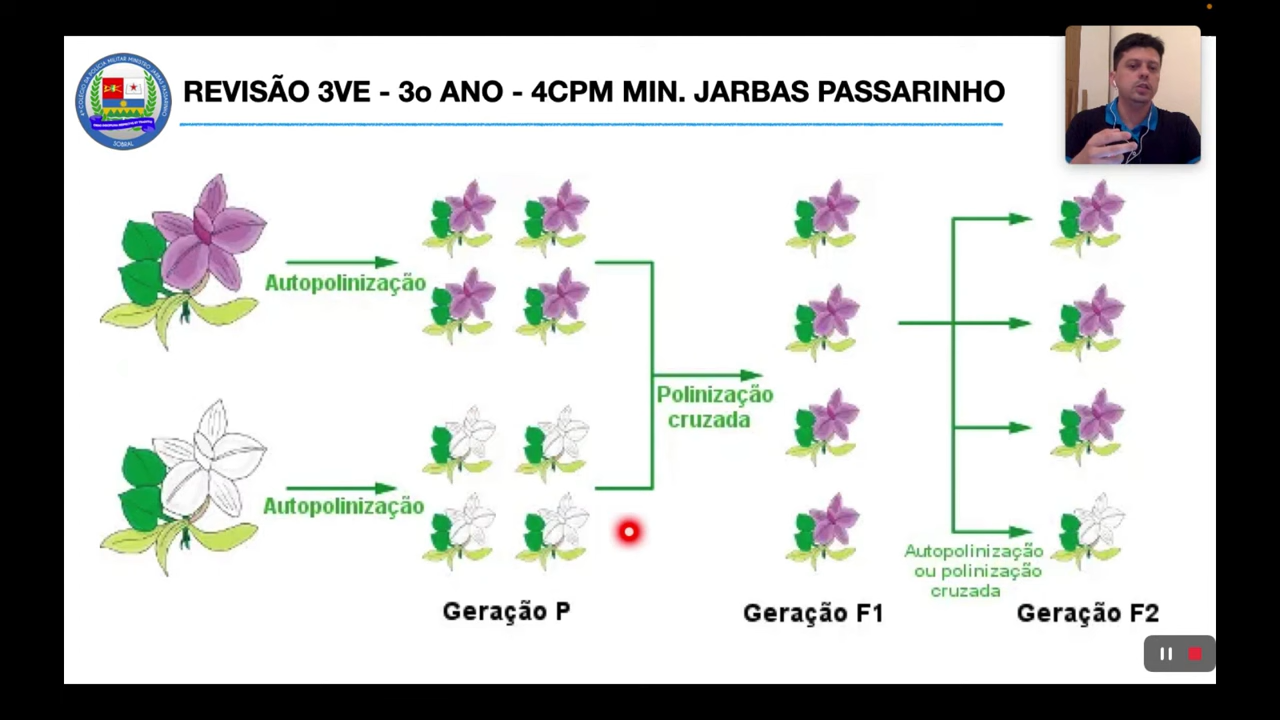 REVISÃO 3VE - 3o ANO - 4CPM MIN. JARBAS PASSARINHO
SOBRAL
Autopolinização
Polinização
cruzada
Autopolinização
Autopolinização
ou polinização
cruzada
Geração P
Geração F1
Geração F2